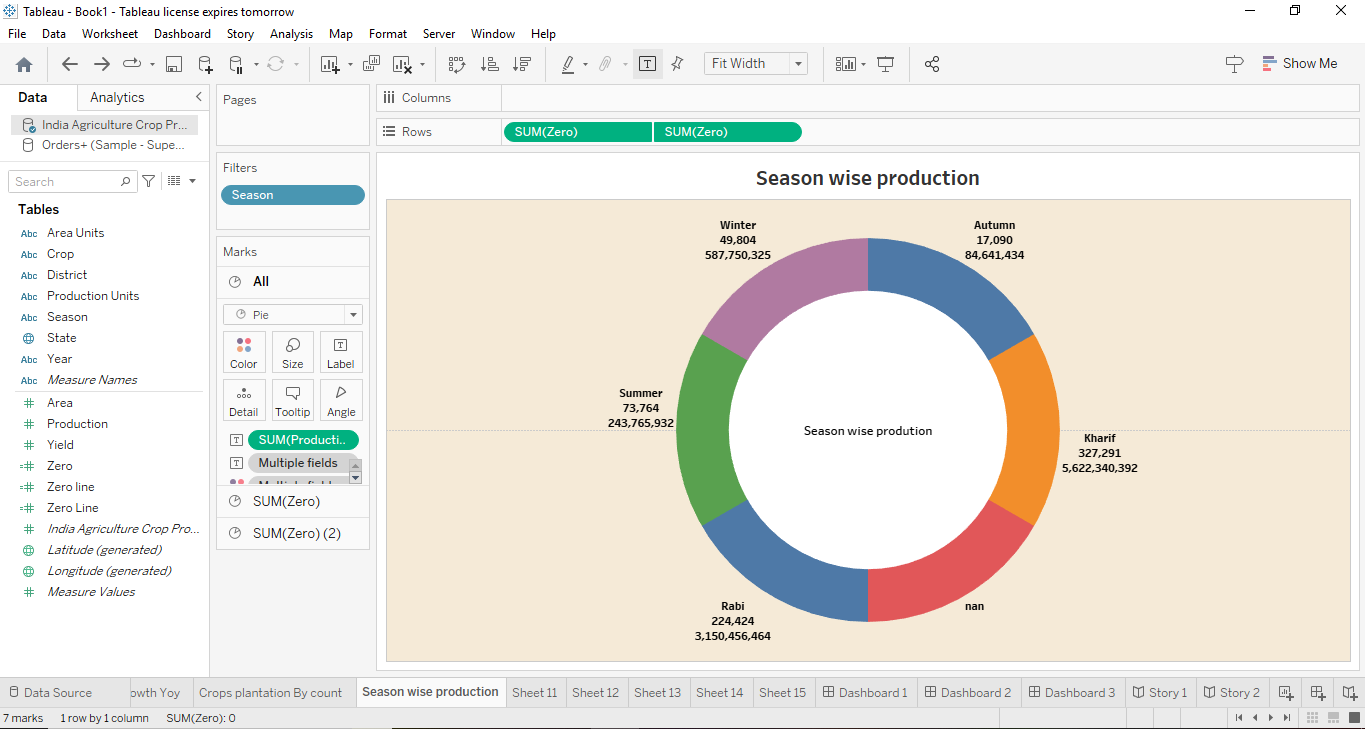 Tableau - Book1 - Tableau license expires tomorrow
File Data Worksheet Dashboard Story Analysis Map Format Server Window Help
Fit Width
Show Me
Data Analytics
India Agriculture Crop Pr...
Orders+ (Sample - Supe...
Search
Tables
Abc Area Units
Abc Crop
Abc District
Abc Production Units
Abc Season
State
Abc Year
Abc Measure Names
Area
Production
Yield
Zero
Zero line
Zero Line
India Agriculture Crop Pro...
Latitude (generated)
Longitude (generated)
Measure Values
Pages
Filters
Season
Marks
All
Pie
Color Size Label
Detail Tooltip Angle
SUM(Producti..
Multiple fields
SUM(Zero)
SUM(Zero) (2)
Columns
Rows SUM(Zero) SUM(Zero)
Season wise production
Winter
49,804
587,750,325
Autumn
17,090
84,641,434
Summer
73,764
243,765,932
Season wise prodution
Kharif
327,291
5,622,340,392
Rabi
224,424
3,150,456,464
nan
Data Source owth Yoy Crops plantation By count Season wise production Sheet 11 Sheet 12 Sheet 13 Sheet 14 Sheet 15 Dashboard 1 Dashboard 2 Dashboard 3 Story 1 Story 2
7 marks 1 row by 1 column SUM(Zero): 0